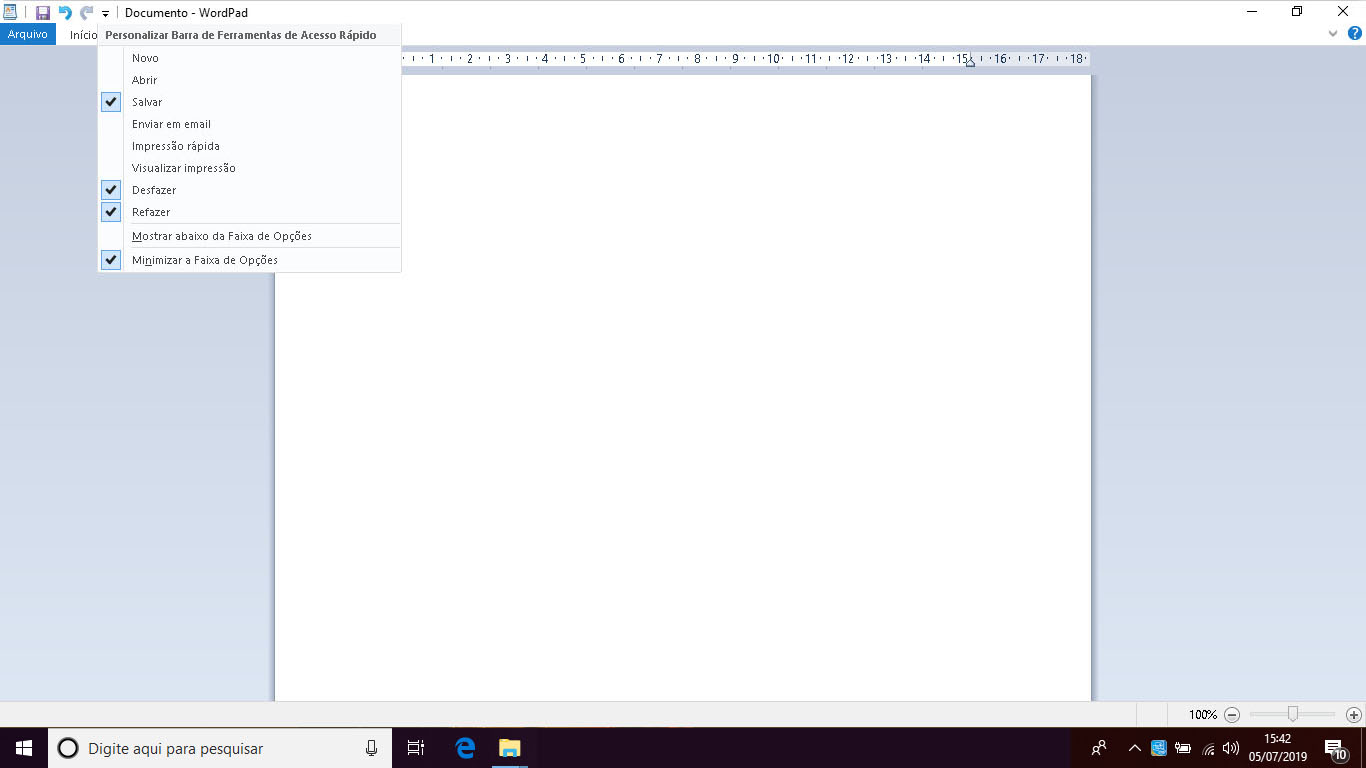 Documento - WordPad
Arquivo
Início
Personalizar Barra de Ferramentas de Acesso Rápido
Novo
Abrir
Salvar
Enviar em email
Impressão rápida
Visualizar impressão
Desfazer
Refazer
Mostrar abaixo da Faixa de Opções
Minimizar a Faixa de Opções
1 2 3 4 5 6 7 8 9 10 11 12 13 14 15 16 17 18
100%
Digite aqui para pesquisar
15:42
05/07/2019
10